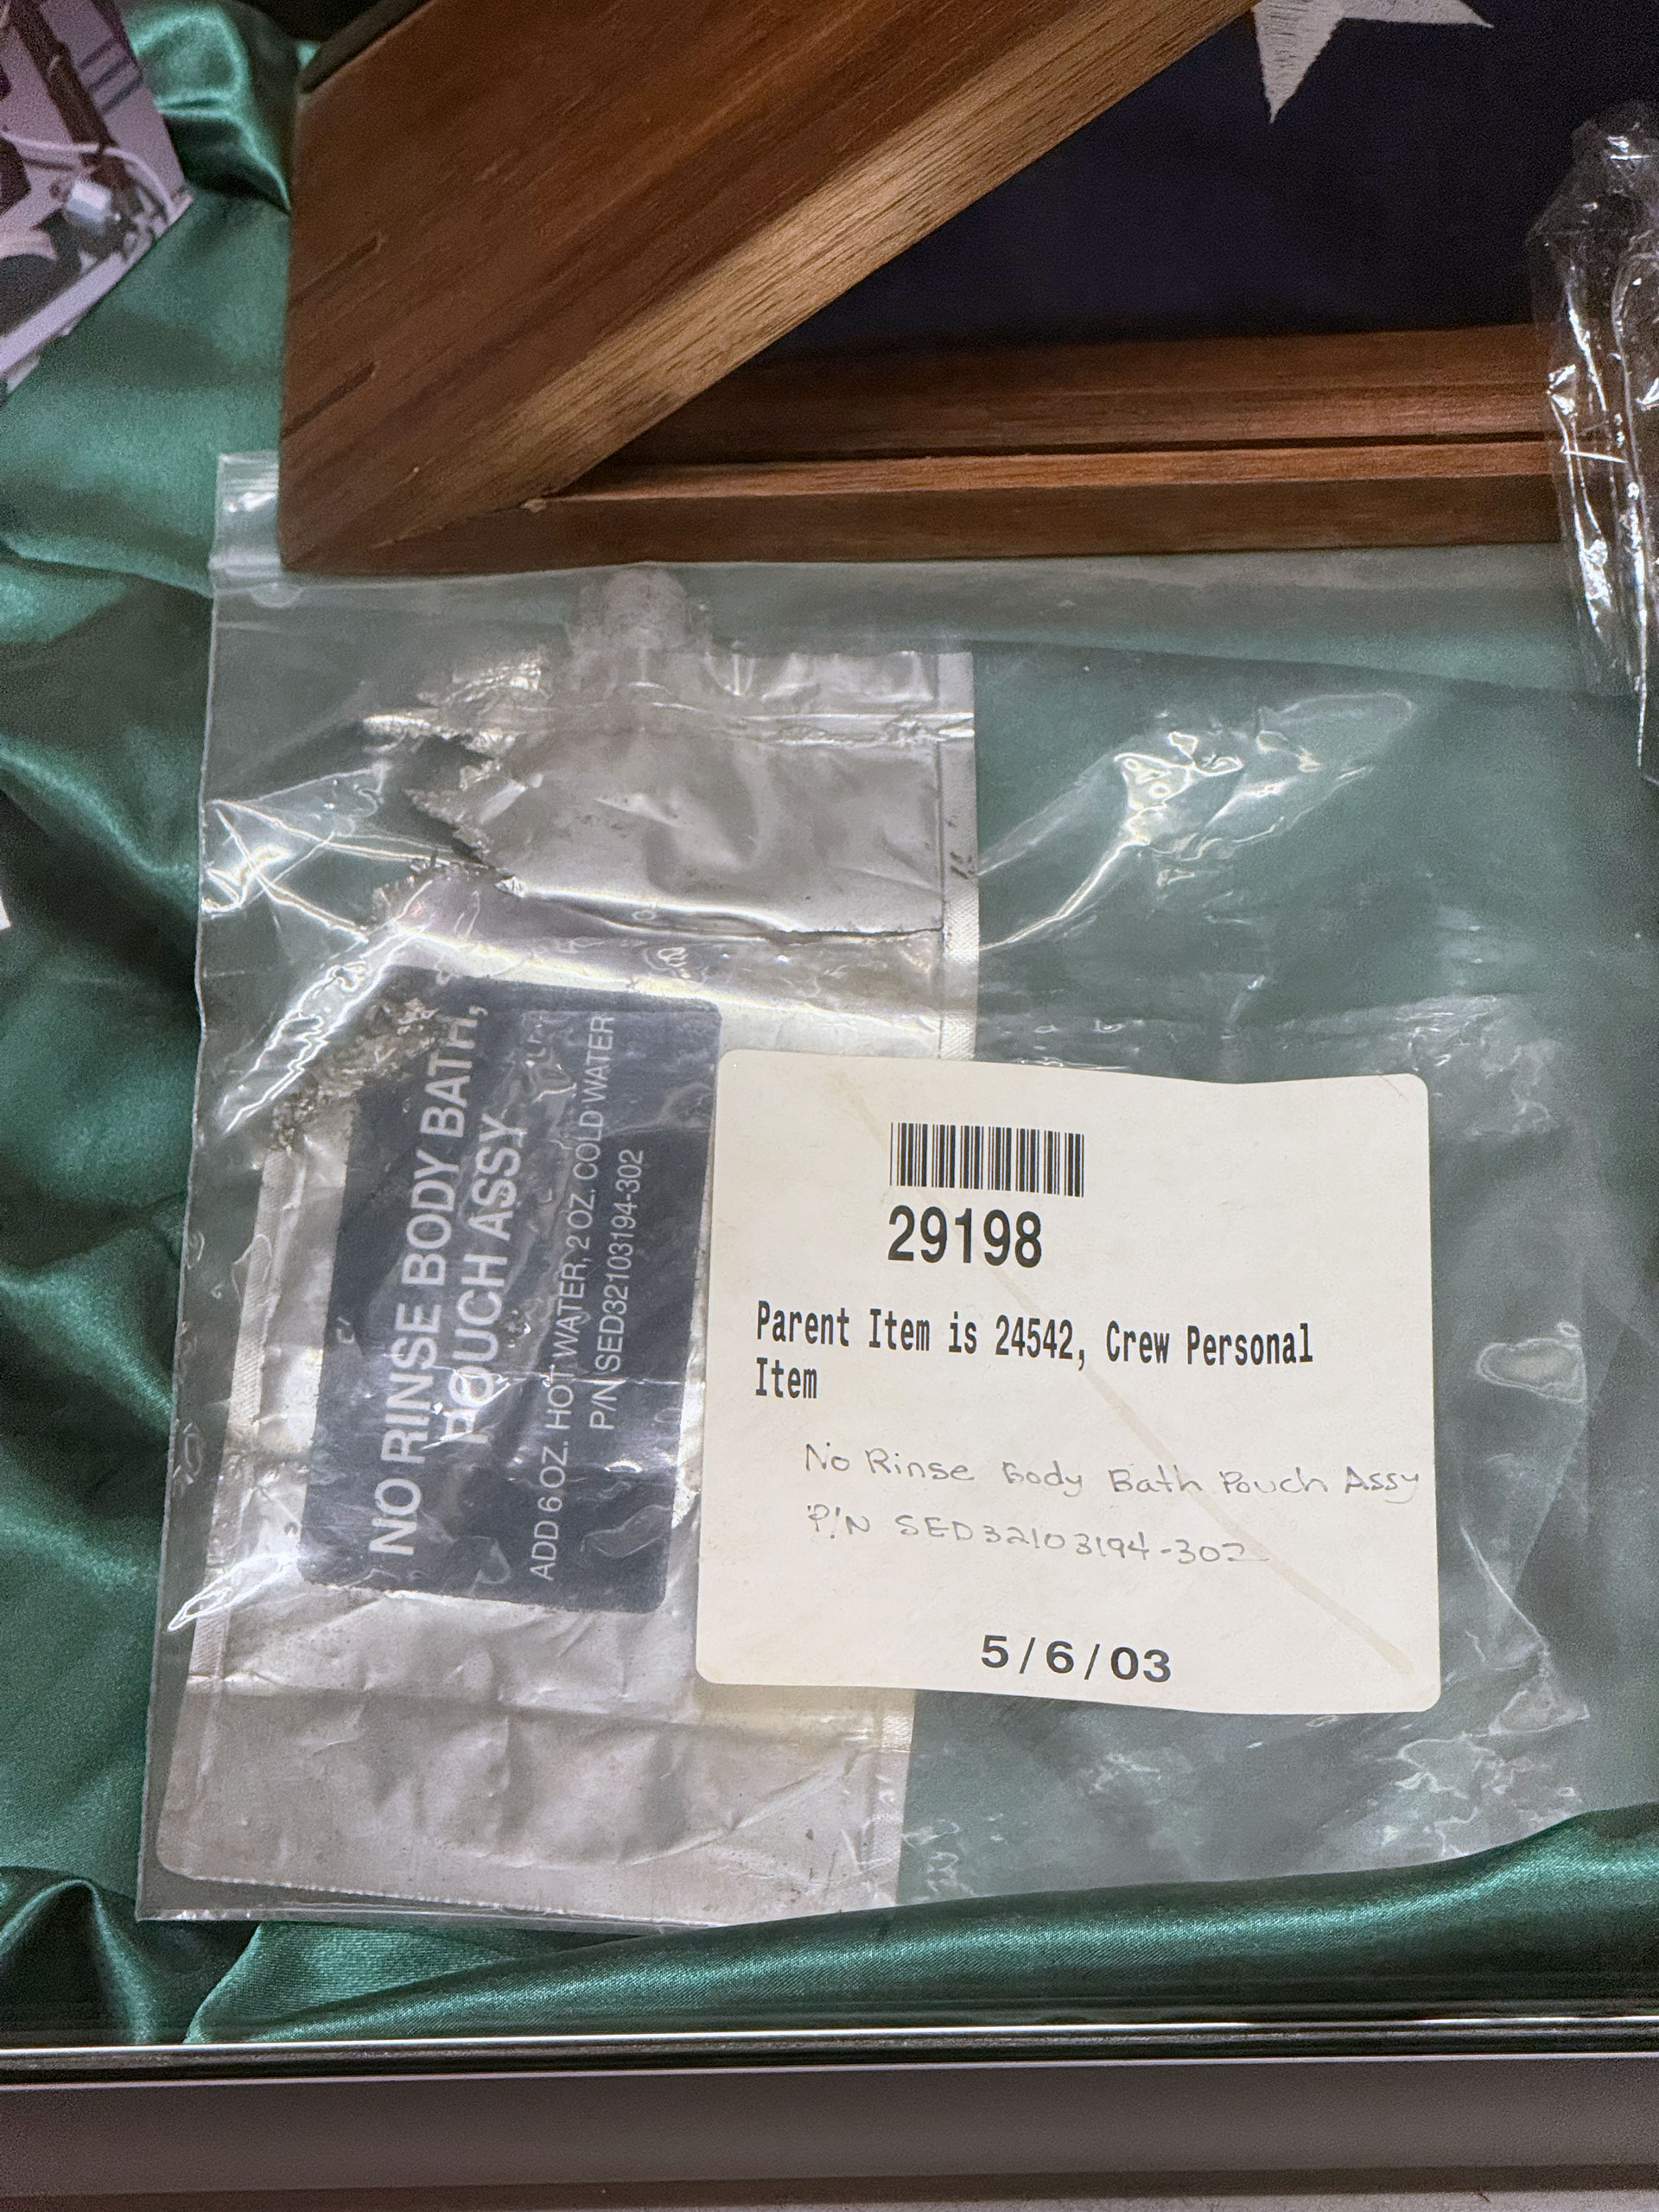 NO RINSE BODY BATH,
POUCH ASSY
ADD 6 OZ. HOT WATER, 2 OZ. COLD WATER
P/N SED32103194-302
29198
Parent Item is 24542, Crew Personal
Item
No Rinse Body Bath Pouch Assy
P/N SED32103194-302
5/6/03